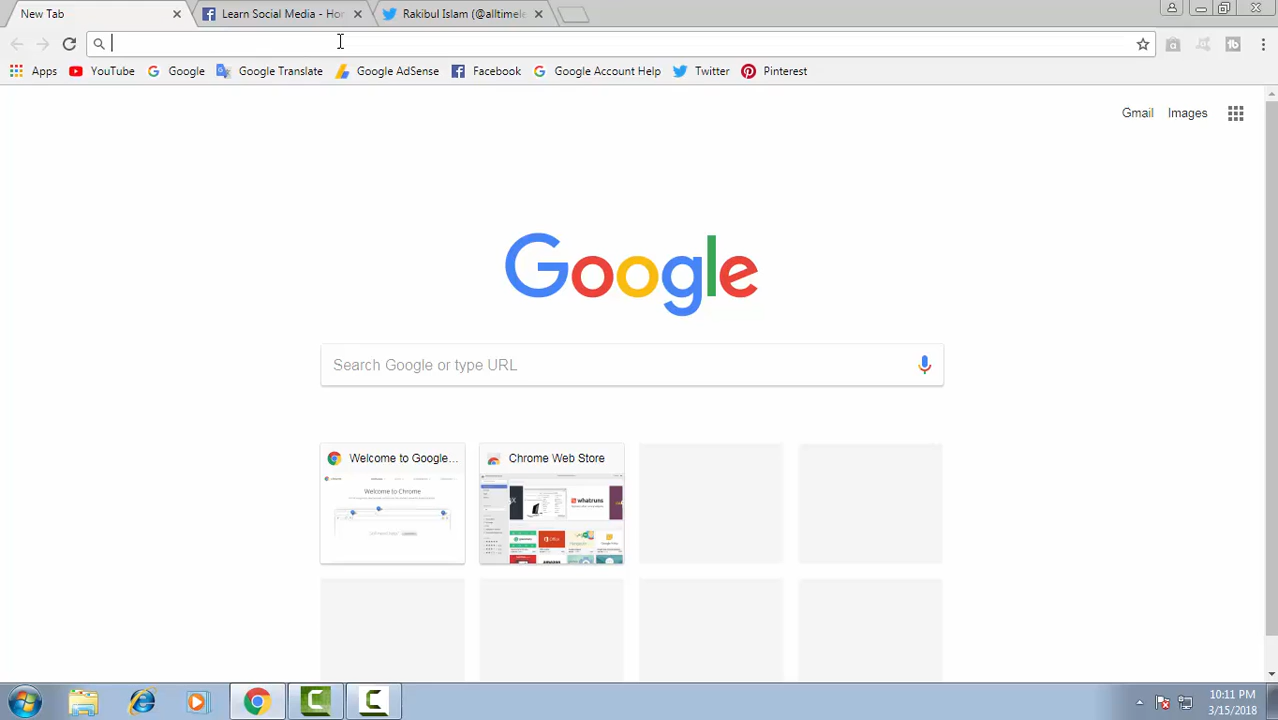 New Tab
Learn Social Media - Hor
Rakibul Islam (@alltimele
Apps
YouTube
Google
Google Translate
Google AdSense
Facebook
Google Account Help
Twitter
Pinterest
Gmail
Images
Google
Search Google or type URL
Welcome to Google...
Chrome Web Store
Welcome to Chrome
whatruns
10:11 PM
3/15/2018